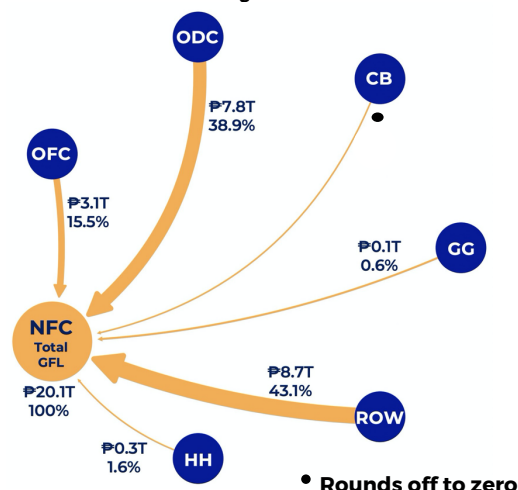 ODC
CB
₱7.8T
38.9%
OFC
₱3.1T
15.5%
₱0.1T
0.6%
GG
NFC
Total
GFL
₱20.1T
100%
₱8.7T
43.1%
ROW
₱0.3T
1.6%
HH
• Rounds off to zero